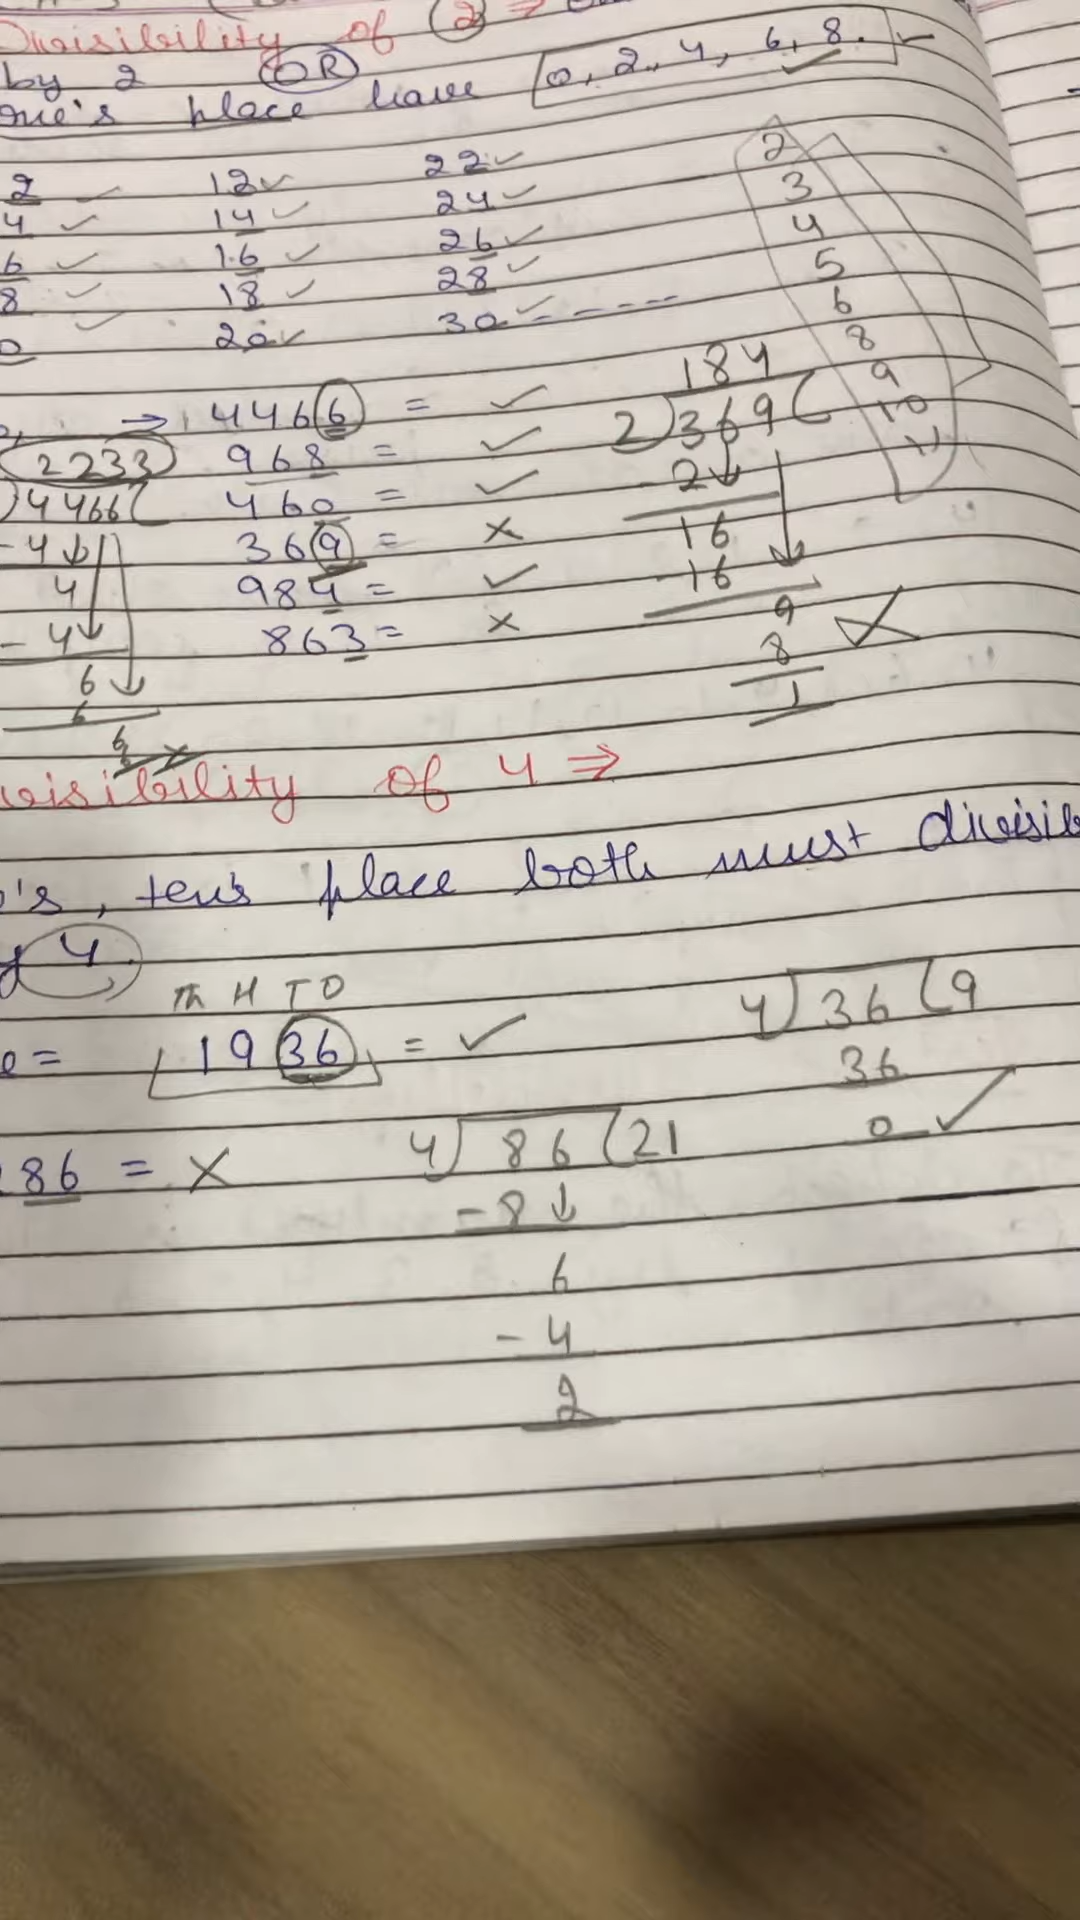 Divisibility of 2 ⇒
by 2 OR
one's place have 0, 2, 4, 6, 8.
2 12 22
4 14 24
6 16 26
8 18 28
0 20 30 - - - -
2
3
4
5
6
8
9
10
11
→ 4466 = ✓
968 = ✓
460 = ✓
369 = ×
984 = ✓
863 = ×
2233
)4466(
-4
4
- 4
6
6
6
184
2)369(
2
16
-16
9
8
1
visibility of 4 ⇒
's, ten's place both must divisib
4.
Th H T O
= 1936 = ✓
4)36(9
36
0 ✓
86 = ×
4)86(21
-8
6
- 4
2